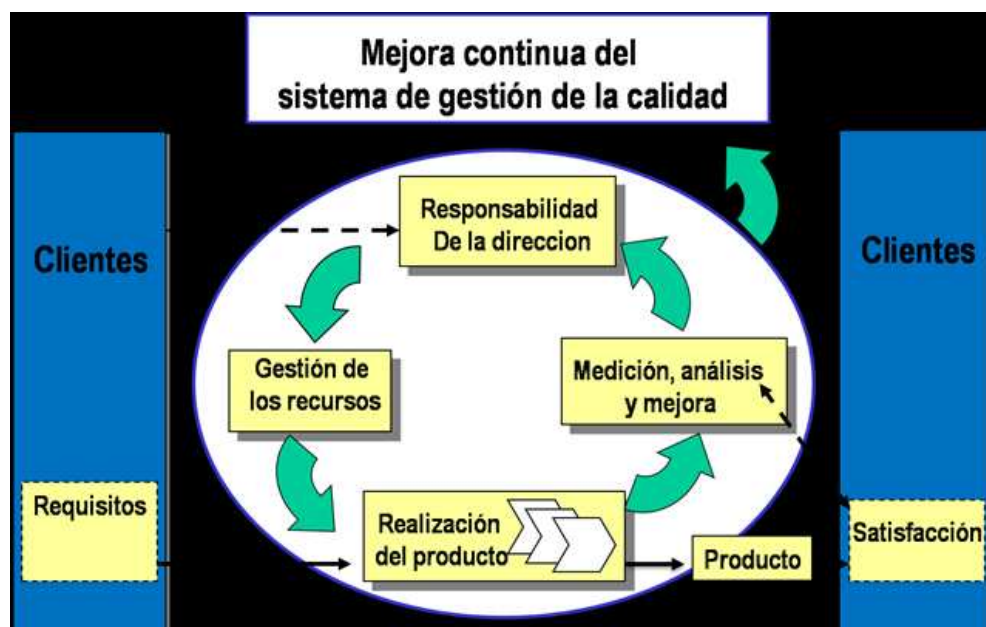 Mejora continua del
sistema de gestión de la calidad
Clientes
Responsabilidad
De la direccion
Clientes
Gestión de
los recursos
Medición, análisis
y mejora
Requisitos
Realización
del producto
Producto
Satisfacción